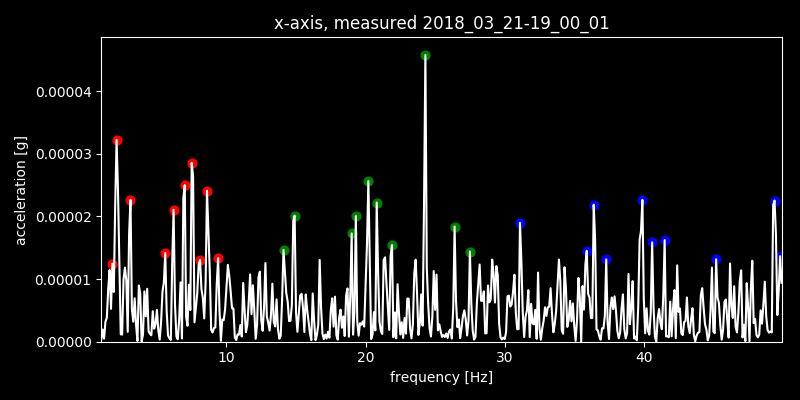 x-axis, measured 2018_03_21-19_00_01
0.00004
0.00003
0.00002
0.00001
0.00000
acceleration [g]
10 20 30 40
frequency [Hz]